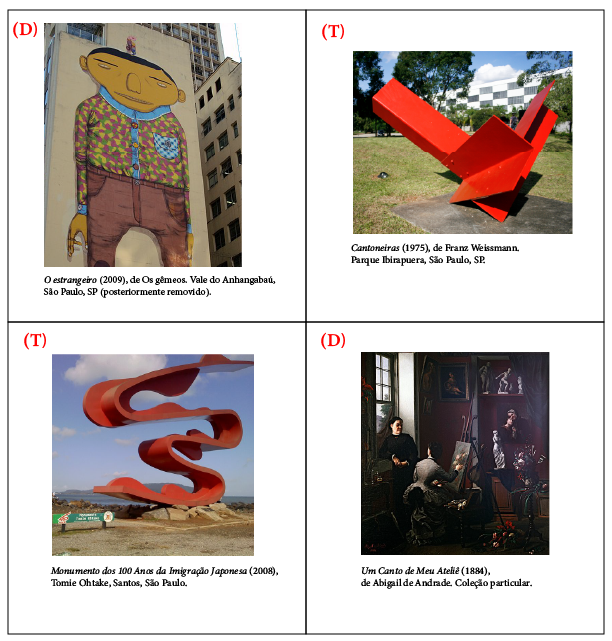 (D)
O estrangeiro (2009), de Os gêmeos. Vale do Anhangabaú,
São Paulo, SP (posteriormente removido).
(T)
Cantoneiras (1975), de Franz Weissmann.
Parque Ibirapuera, São Paulo, SP.
(T)
Monumento dos 100 Anos da Imigração Japonesa (2008),
Tomie Ohtake, Santos, São Paulo.
(D)
Um Canto de Meu Ateliê (1884),
de Abigail de Andrade. Coleção particular.